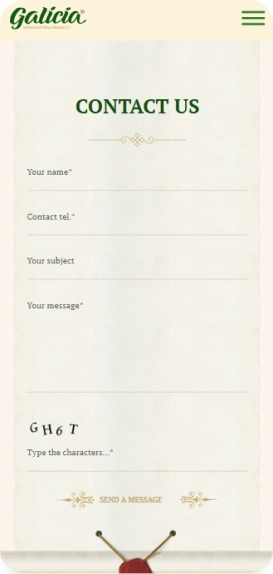 Galicia®
CONTACT US
Your name*
Contact tel.*
Your subject
Your message*
GH6T
Type the characters...*
SEND A MESSAGE